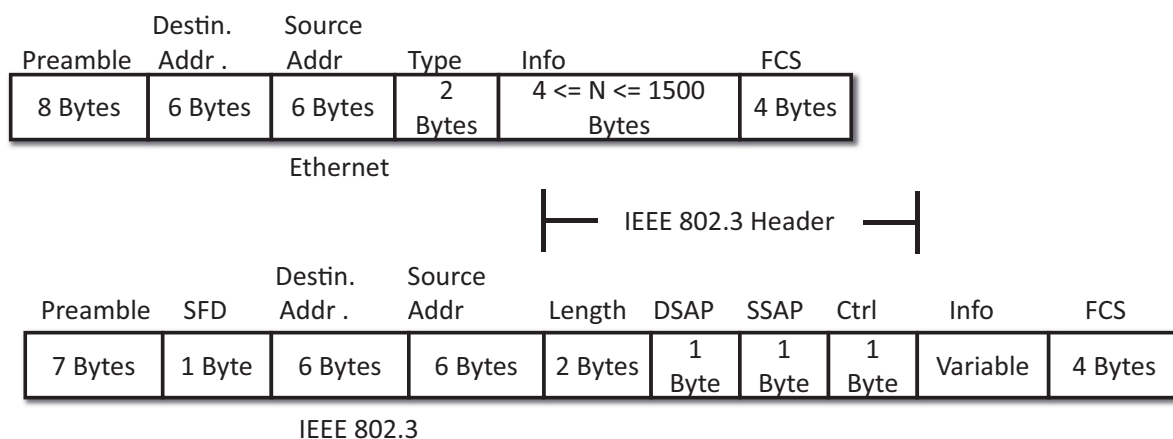 Destin. Source
Preamble Addr . Addr Type Info FCS
8 Bytes 6 Bytes 6 Bytes 2 Bytes 4 <= N <= 1500 Bytes 4 Bytes
Ethernet
IEEE 802.3 Header
Destin. Source
Preamble SFD Addr . Addr Length DSAP SSAP Ctrl Info FCS
7 Bytes 1 Byte 6 Bytes 6 Bytes 2 Bytes 1 Byte 1 Byte 1 Byte Variable 4 Bytes
IEEE 802.3